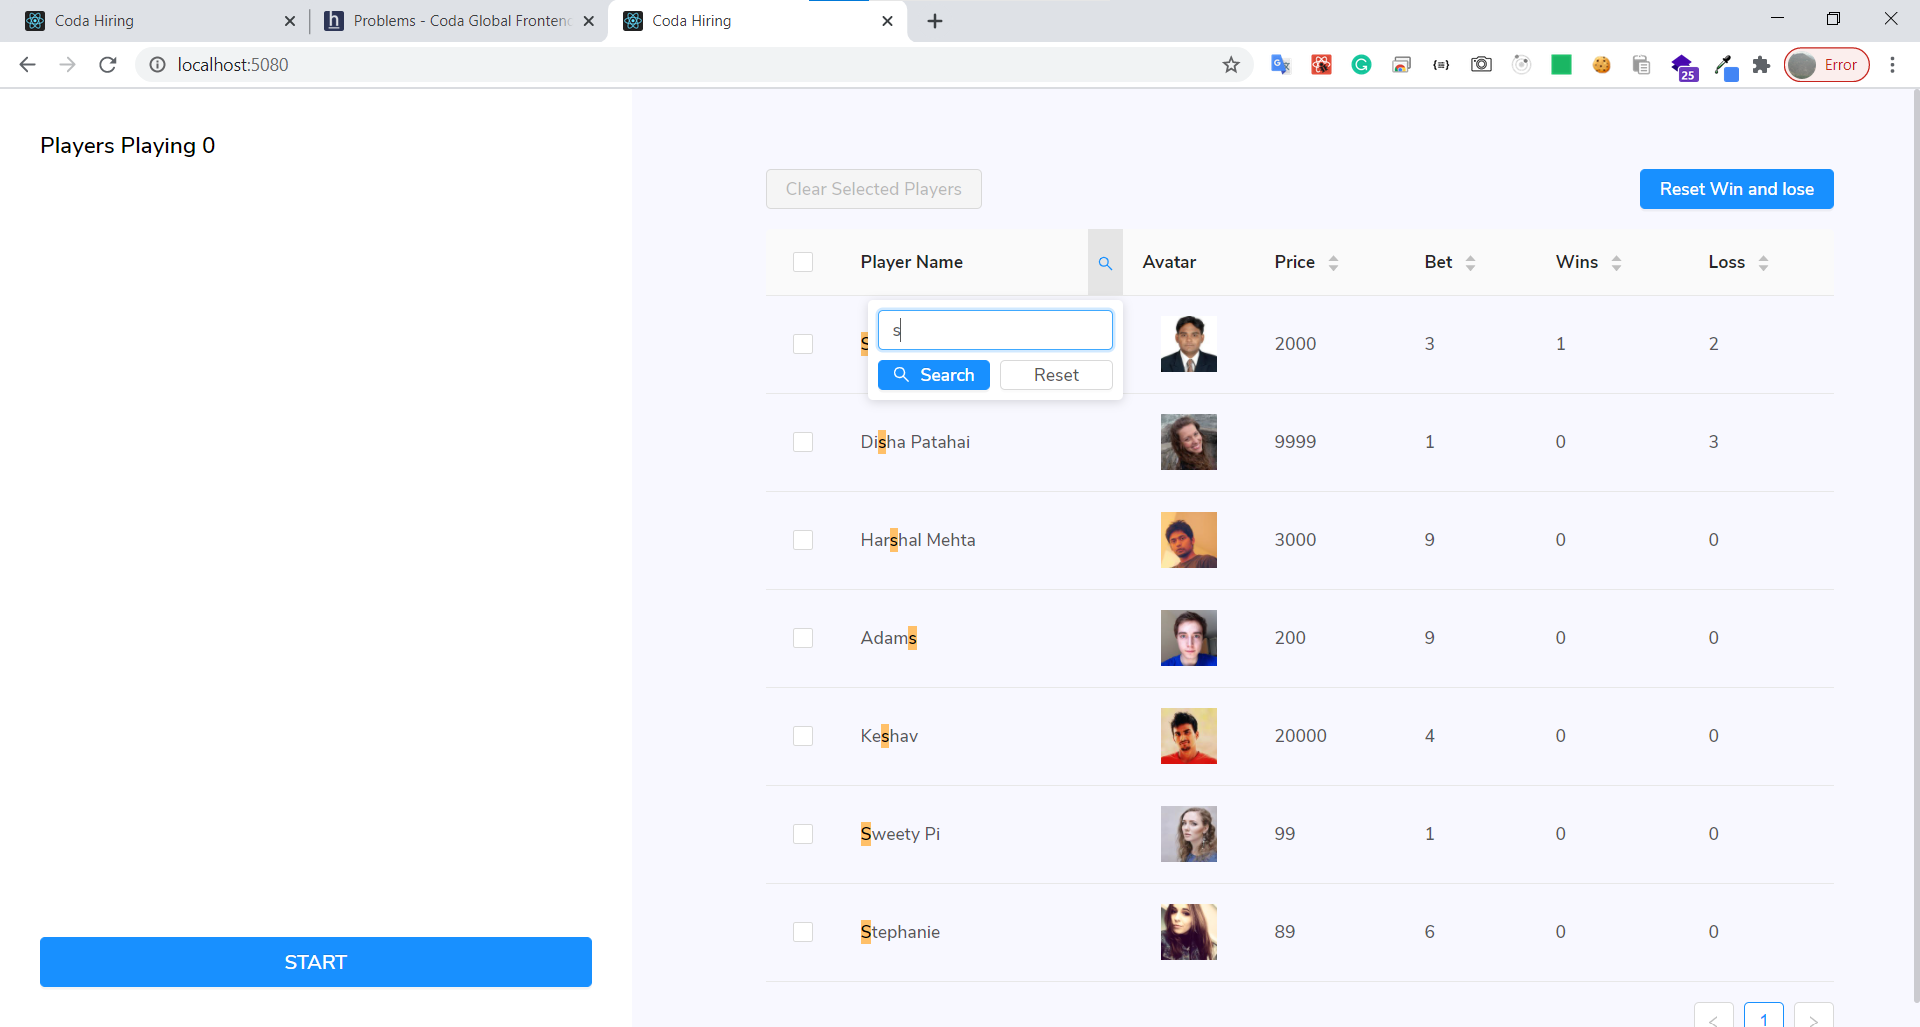 Coda Hiring
Problems - Coda Global Frontend
Coda Hiring
localhost:5080
25
Error
Players Playing 0
Clear Selected Players
Reset Win and lose
Player Name Avatar Price Bet Wins Loss
s
Search Reset
S 2000 3 1 2
Disha Patahai 9999 1 0 3
Harshal Mehta 3000 9 0 0
Adams 200 9 0 0
Keshav 20000 4 0 0
Sweety Pi 99 1 0 0
Stephanie 89 6 0 0
START
< 1 >